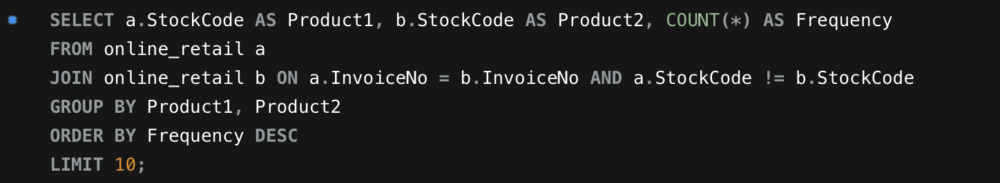 SELECT a.StockCode AS Product1, b.StockCode AS Product2, COUNT(*) AS Frequency
FROM online_retail a
JOIN online_retail b ON a.InvoiceNo = b.InvoiceNo AND a.StockCode != b.StockCode
GROUP BY Product1, Product2
ORDER BY Frequency DESC
LIMIT 10;